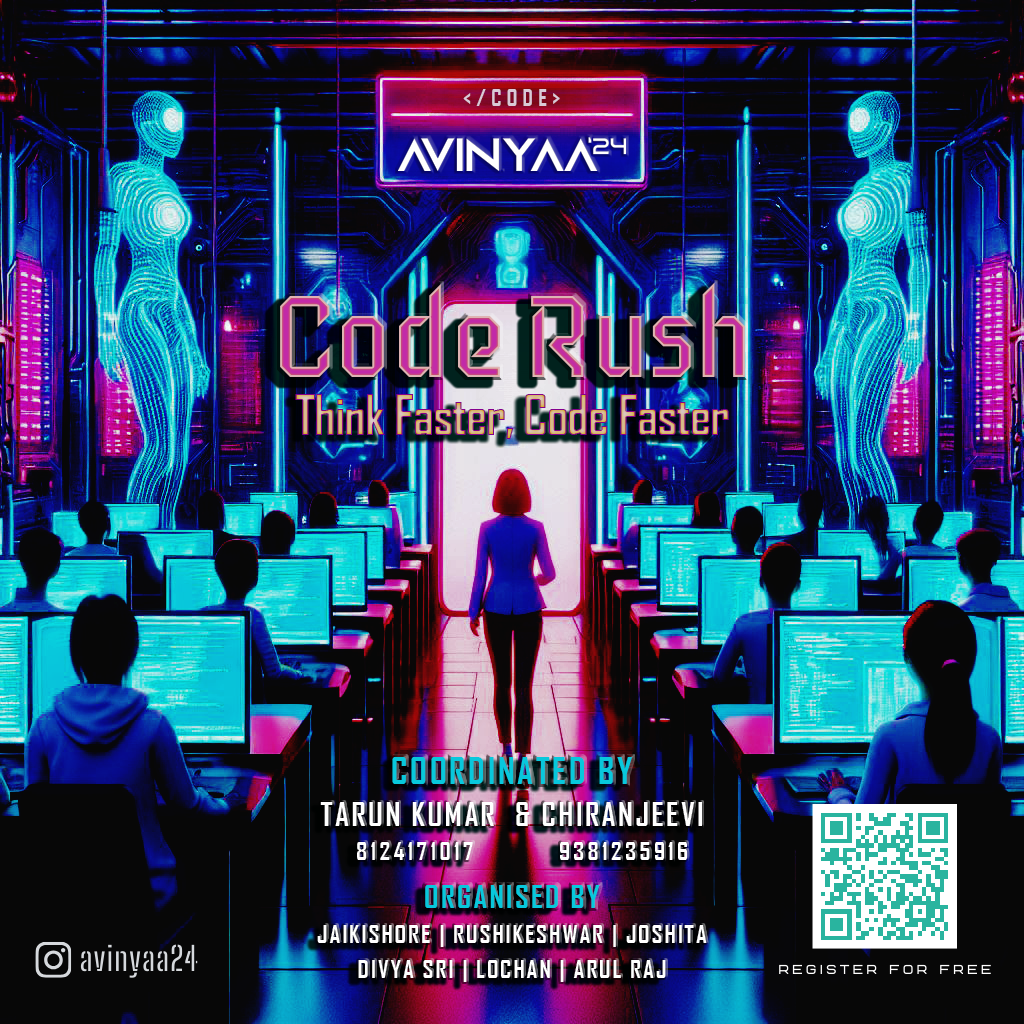 </CODE>
AVINYAA'24
Code Rush
Think Faster, Code Faster
COORDINATED BY
TARUN KUMAR & CHIRANJEEVI
8124171017 9381235916
ORGANISED BY
JAIKISHORE | RUSHIKESHWAR | JOSHITA
DIVYA SRI | LOCHAN | ARUL RAJ
avinyaa24
REGISTER FOR FREE